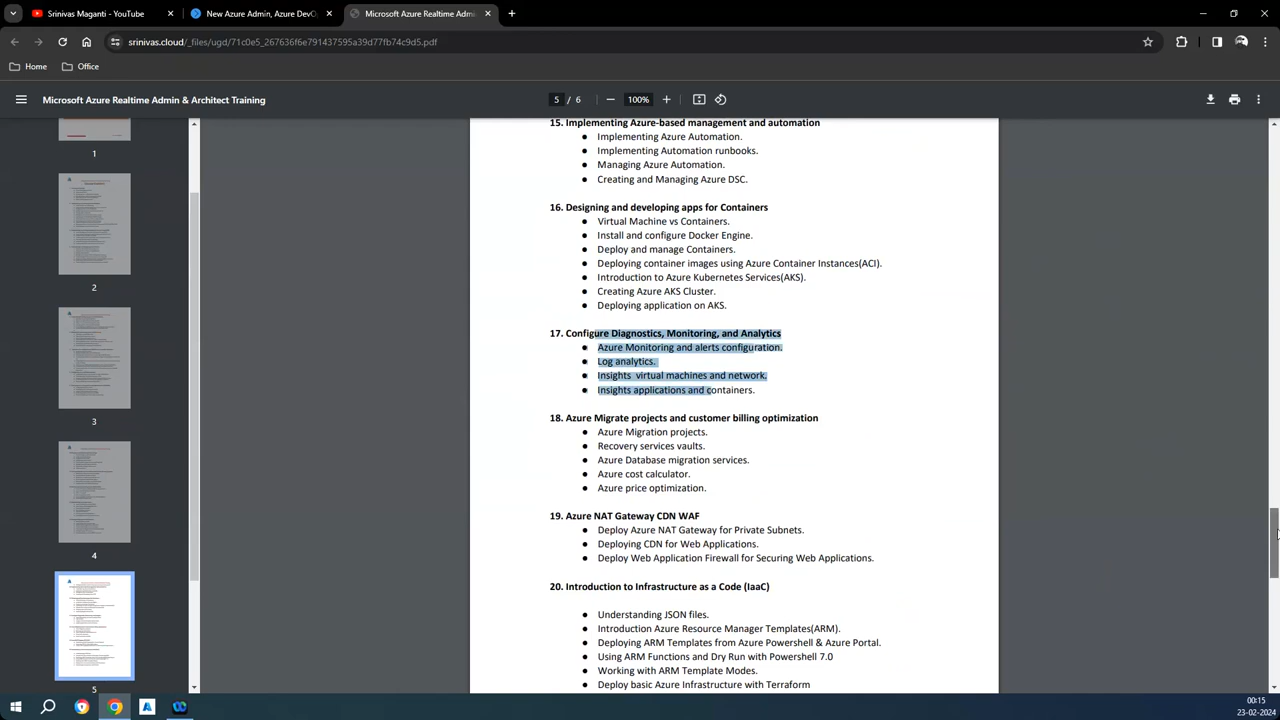 Srinivas Maganti - YouTube
New Azure Admin, Azure DevO
Microsoft Azure Realtime Admin
srinivas.cloud/_files/ugd/71c0e5_267636f6e791437595a39d77fb74c9d5.pdf
Home
Office
Microsoft Azure Realtime Admin & Architect Training
5 / 6
100%
1
2
3
4
5
15. Implementing Azure-based management and automation
● Implementing Azure Automation.
● Implementing Automation runbooks.
● Managing Azure Automation.
● Creating and Managing Azure DSC.
16. Designing and developing apps for Containers
● Virtual Machine vs Containers.
● Install and configure Docker Engine.
● Deploy and manage Containers.
● Deploying container images using Azure Container Instances(ACI).
● Introduction to Azure Kubernetes Services(AKS).
● Creating Azure AKS Cluster.
● Deploying application on AKS.
17. Configure Diagnostics, Monitoring, and Analytics
● Azure Monitoring and alerts configuration.
● Log analytics.
● Insights virtual machines and network.
● Insights applications and containers.
18. Azure Migrate projects and customer billing optimization
● Azure Migration projects.
● Recovery services vaults.
● Azure Database migration services.
● Azure cost calculator.
● Azure price optimization.
19. Azure NAT Gateway CDN WAF
● Deploy Azure NAT Gateway for Private Subnets.
● Deploying CDN for Web Applications.
● Deploy Web Application Firewall for Securing Web Applications.
20. Introduction to Infrastructure as a Code (IaaC)
● Understanding JSON files.
● Introduction Azure Resource Manager Templates(ARM).
● Deploying ARM Templates from Azure Powershell & Azure Portal.
● Using ARM Functions and Dry Run with Powershell 7.0
● Working with ARM Template Modes.
● Deploy basic Azure Infrastructure with Terraform
00:15
23-02-2024